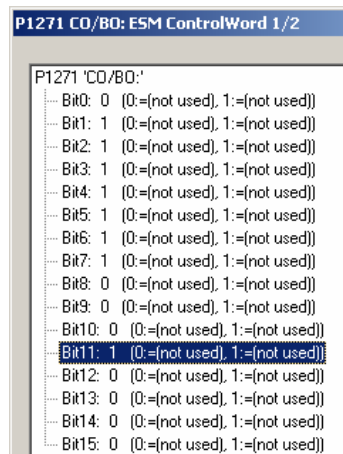 P1271 CO/BO: ESM ControlWord 1/2
P1271 'CO/BO:'
Bit0: 0 (0:=(not used), 1:=(not used))
Bit1: 1 (0:=(not used), 1:=(not used))
Bit2: 1 (0:=(not used), 1:=(not used))
Bit3: 1 (0:=(not used), 1:=(not used))
Bit4: 1 (0:=(not used), 1:=(not used))
Bit5: 1 (0:=(not used), 1:=(not used))
Bit6: 1 (0:=(not used), 1:=(not used))
Bit7: 1 (0:=(not used), 1:=(not used))
Bit8: 0 (0:=(not used), 1:=(not used))
Bit9: 0 (0:=(not used), 1:=(not used))
Bit10: 0 (0:=(not used), 1:=(not used))
Bit11: 1 (0:=(not used), 1:=(not used))
Bit12: 0 (0:=(not used), 1:=(not used))
Bit13: 0 (0:=(not used), 1:=(not used))
Bit14: 0 (0:=(not used), 1:=(not used))
Bit15: 0 (0:=(not used), 1:=(not used))